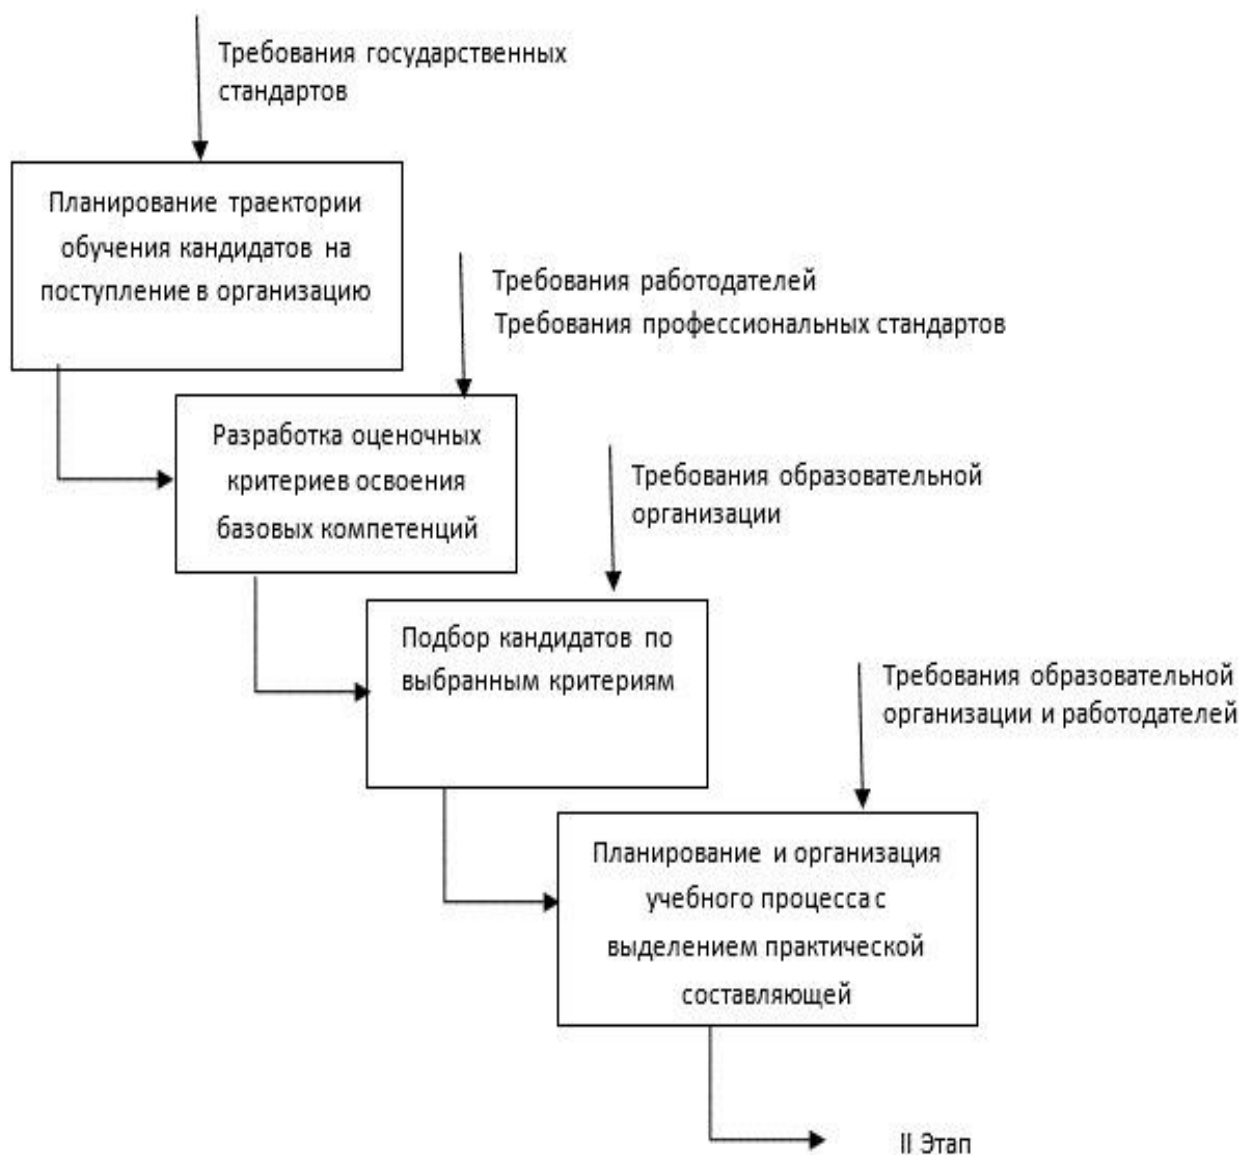 Требования государственных
стандартов
Планирование траектории
обучения кандидатов на
поступление в организацию
Требования работодателей
Требования профессиональных стандартов
Разработка оценочных
критериев освоения
базовых компетенций
Требования образовательной
организации
Подбор кандидатов по
выбранным критериям
Требования образовательной
организации и работодателей
Планирование и организация
учебного процесса с
выделением практической
составляющей
II Этап